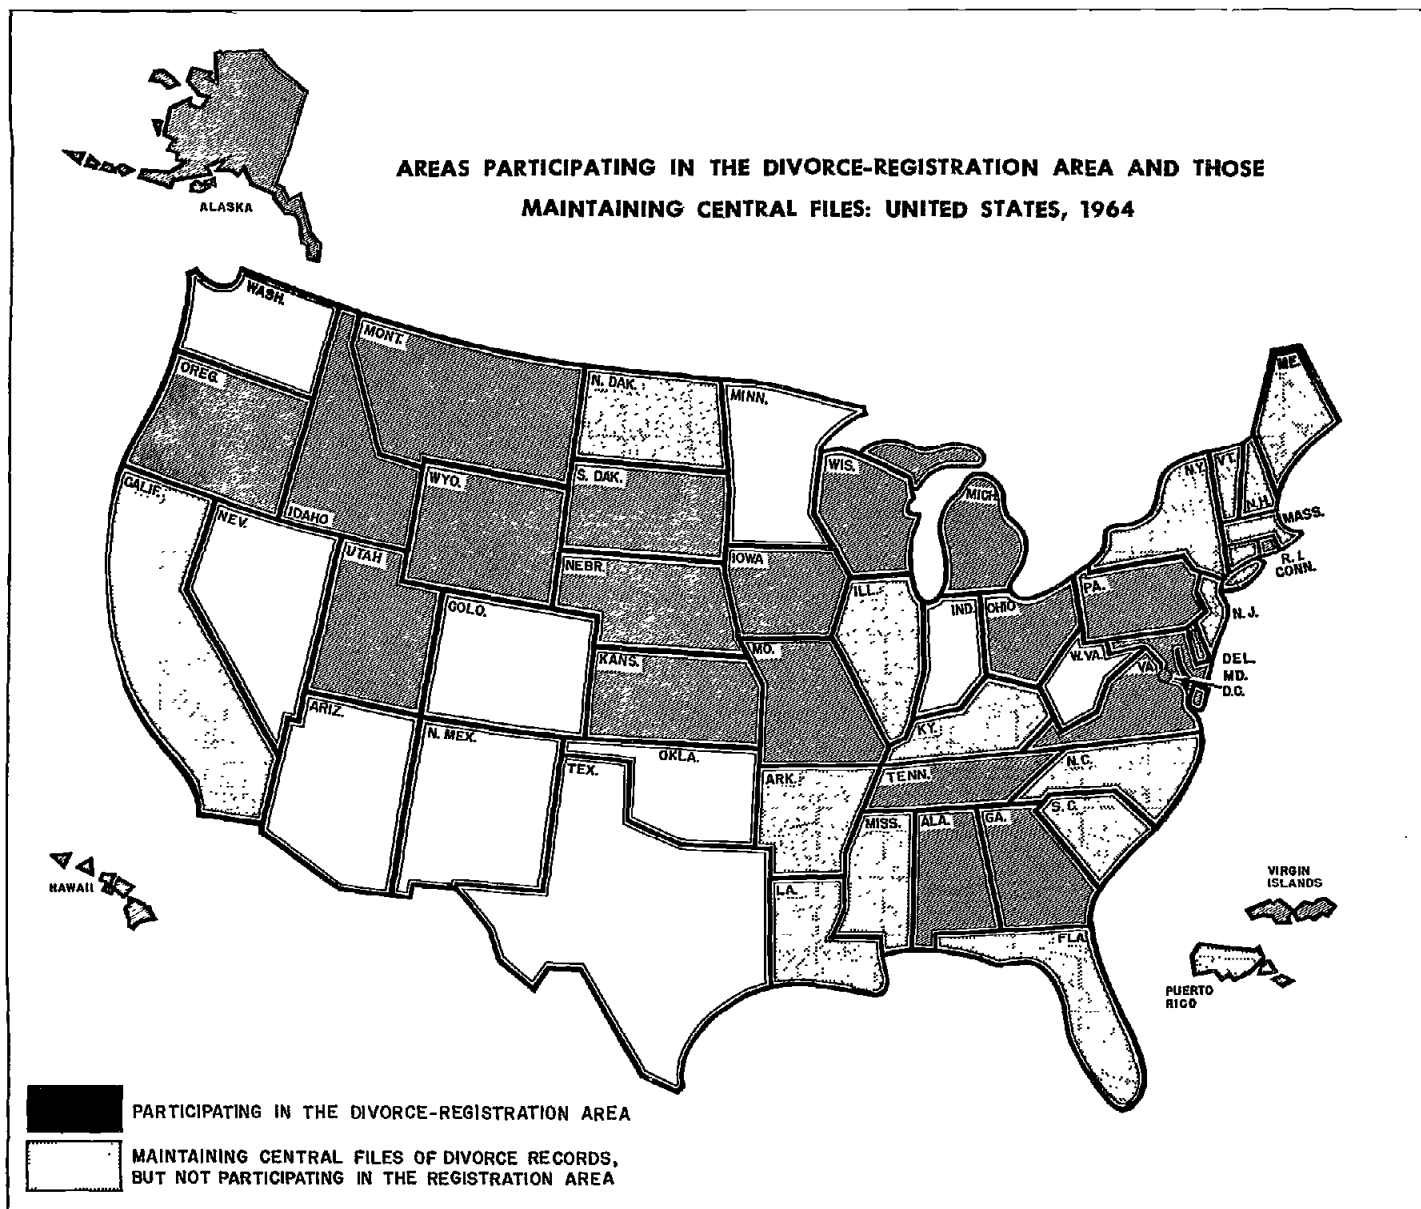 AREAS PARTICIPATING IN THE DIVORCE-REGISTRATION AREA AND THOSE
MAINTAINING CENTRAL FILES: UNITED STATES, 1964
ALASKA
WASH.
MONT.
OREG.
N. DAK.
MINN.
ME.
WIS.
MICH.
N.Y.
VT.
N.H.
MASS.
R.I.
CONN.
S. DAK.
WYO.
IDAHO
CALIF.
NEV.
UTAH
IOWA
NEBR.
PA.
ILL.
IND.
OHIO
N.J.
COLO.
MO.
W.VA.
VA.
DEL.
MD.
D.C.
KANS.
ARIZ.
N. MEX.
KY.
OKLA.
TEX.
ARK.
TENN.
N.C.
S.C.
MISS.
ALA.
GA.
HAWAII
LA.
FLA.
VIRGIN
ISLANDS
PUERTO
RICO
PARTICIPATING IN THE DIVORCE-REGISTRATION AREA
MAINTAINING CENTRAL FILES OF DIVORCE RECORDS,
BUT NOT PARTICIPATING IN THE REGISTRATION AREA